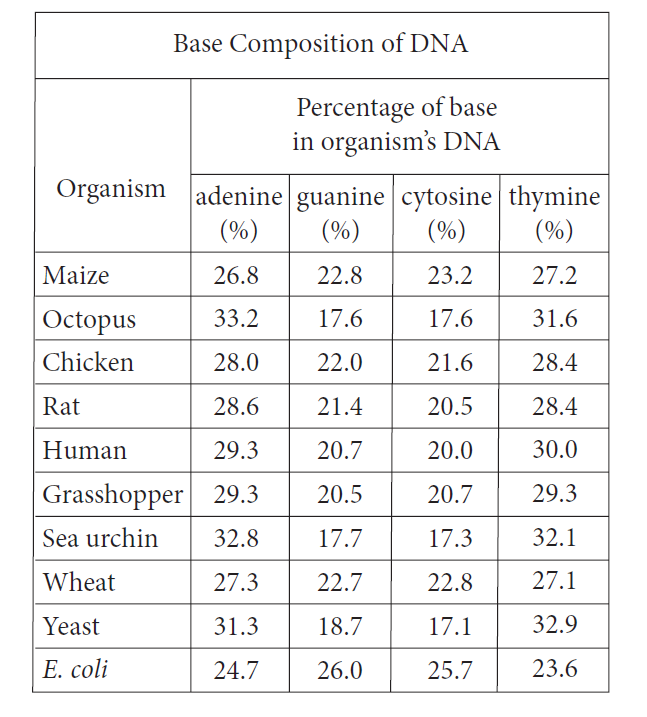 Base Composition of DNA
Percentage of base
in organism's DNA
Organism
adenine guanine cytosine thymine
(%) (%) (%) (%)
Maize 26.8 22.8 23.2 27.2
Octopus 33.2 17.6 17.6 31.6
Chicken 28.0 22.0 21.6 28.4
Rat 28.6 21.4 20.5 28.4
Human 29.3 20.7 20.0 30.0
Grasshopper 29.3 20.5 20.7 29.3
Sea urchin 32.8 17.7 17.3 32.1
Wheat 27.3 22.7 22.8 27.1
Yeast 31.3 18.7 17.1 32.9
E. coli 24.7 26.0 25.7 23.6